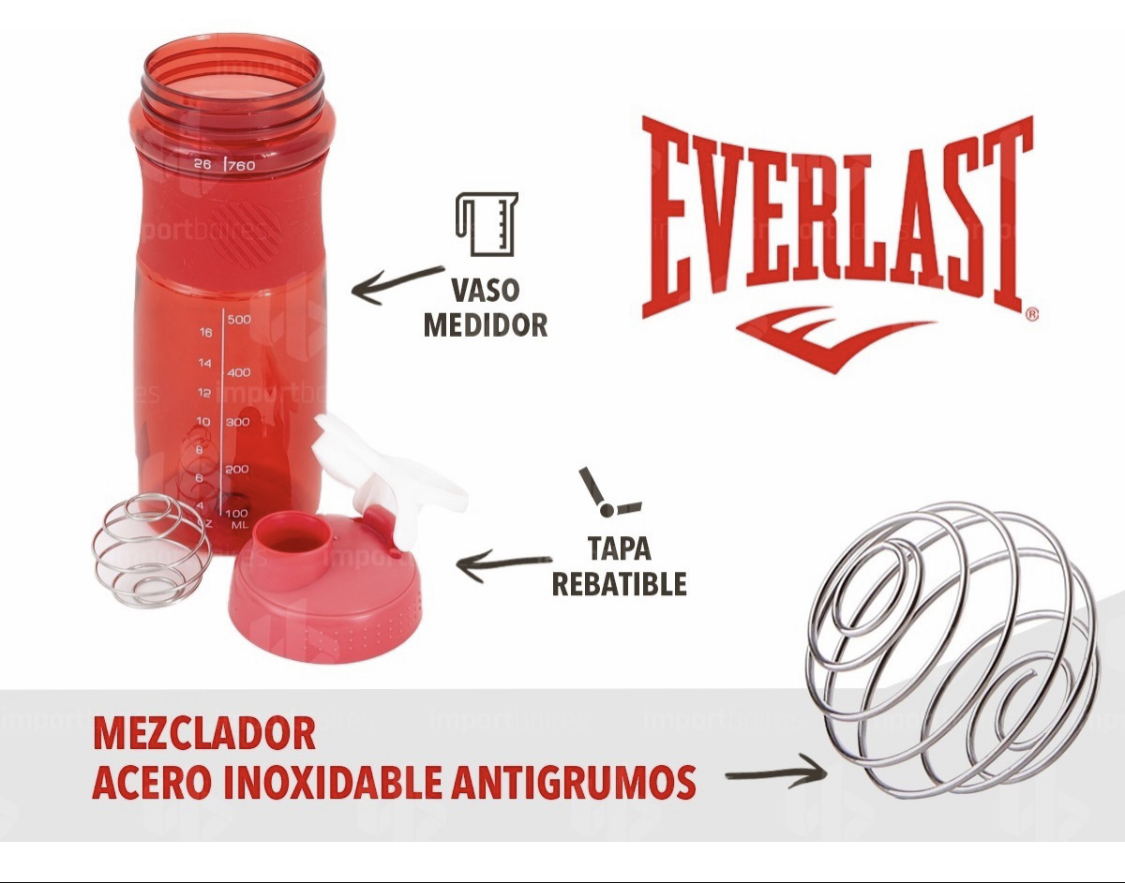 26 760
500
16
14
400
12
10 300
8
200
6
4
100
OZ ML
VASO
MEDIDOR
EVERLAST
®
TAPA
REBATIBLE
MEZCLADOR
ACERO INOXIDABLE ANTIGRUMOS
importbaires